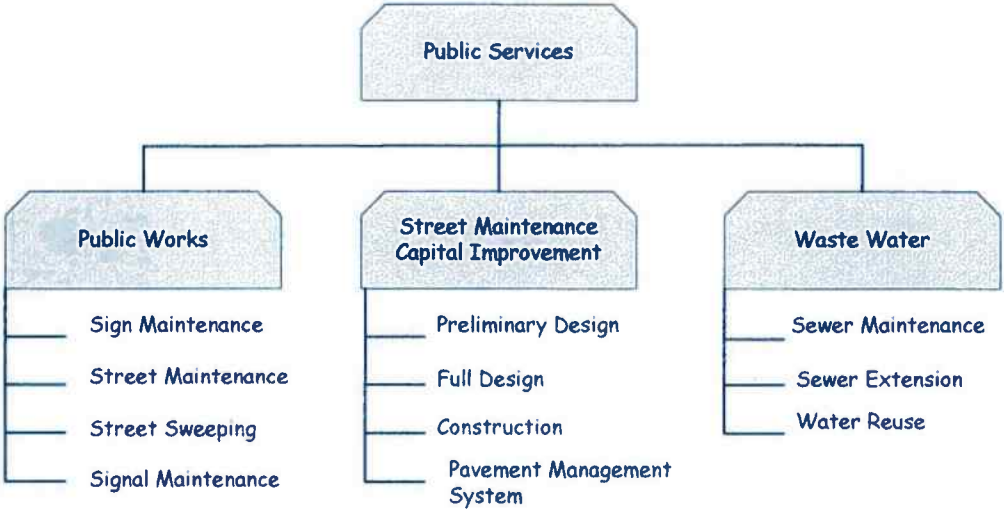 Public Services
Public Works
Sign Maintenance
Street Maintenance
Street Sweeping
Signal Maintenance
Street Maintenance
Capital Improvement
Preliminary Design
Full Design
Construction
Pavement Management
System
Waste Water
Sewer Maintenance
Sewer Extension
Water Reuse